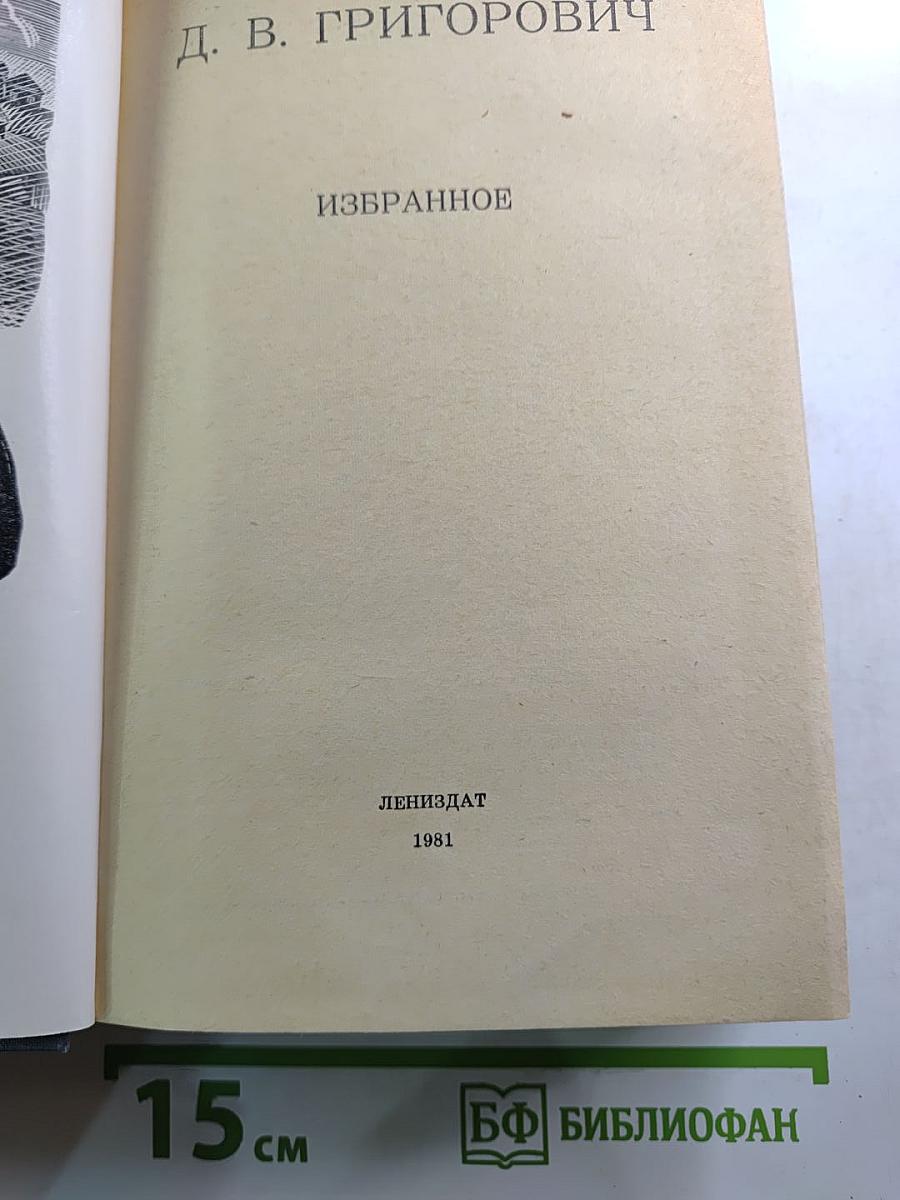 Д. В. ГРИГОРОВИЧ
ИЗБРАННОЕ
ЛЕНИЗДАТ
1981
15 см
БФ БИБЛИОФАН